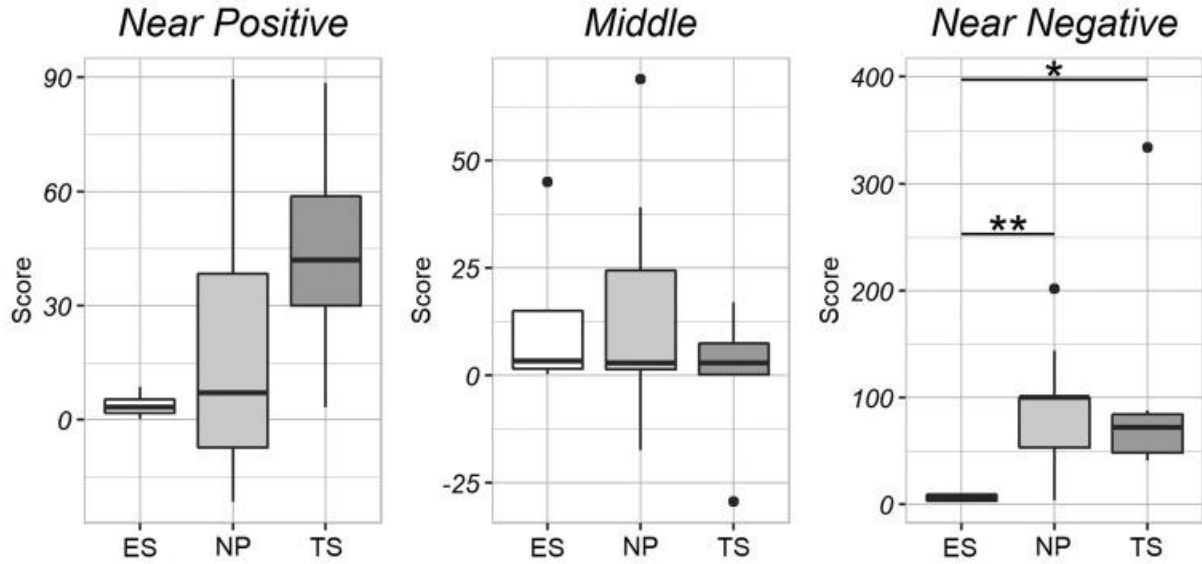 Near Positive
Middle
Near Negative
Score
90
60
30
0
ES
NP
TS
Score
50
25
0
-25
ES
NP
TS
Score
400
300
200
100
0
*
**
ES
NP
TS